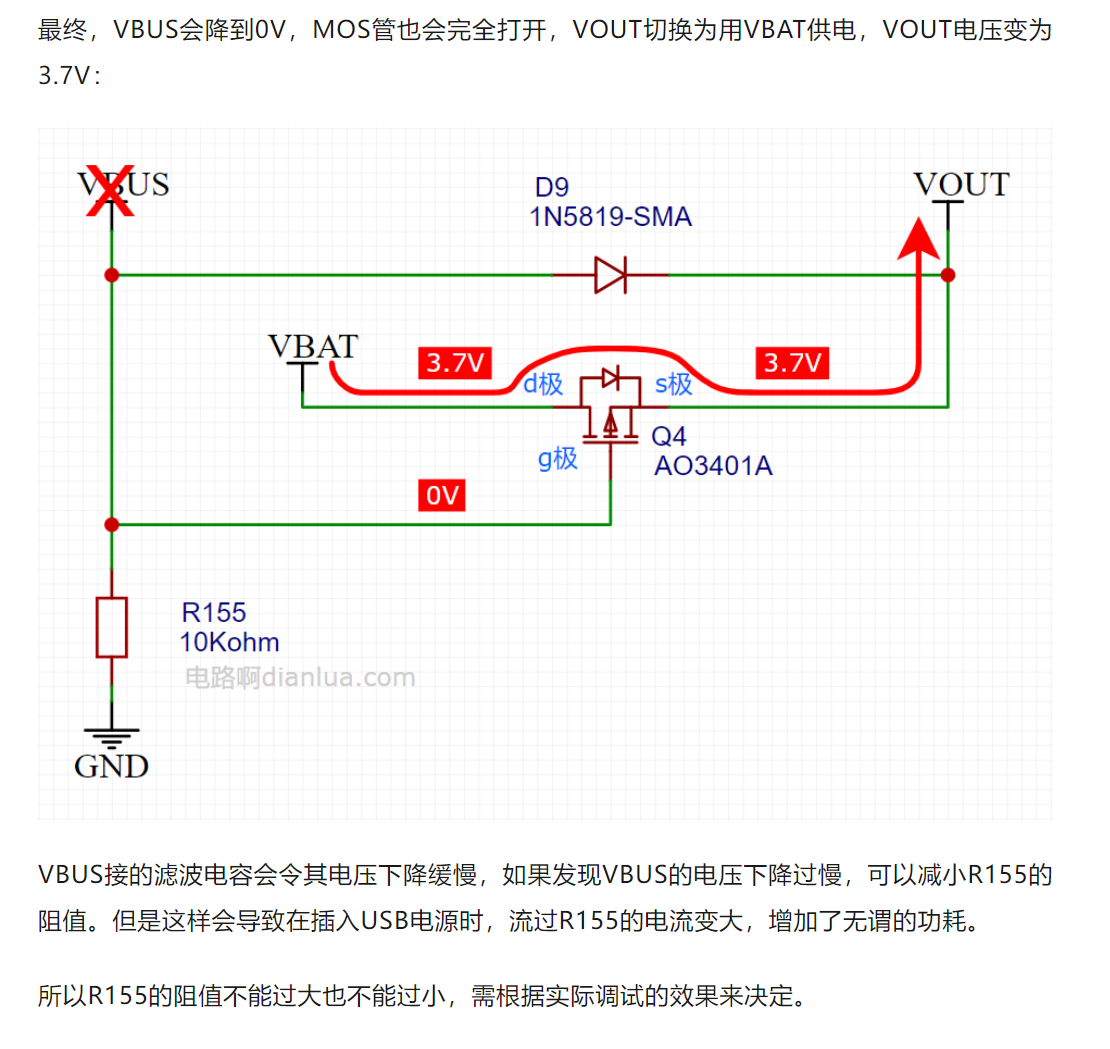 最终，VBUS会降到0V，MOS管也会完全打开，VOUT切换为用VBAT供电，VOUT电压变为
3.7V：
VBUS
D9
1N5819-SMA
VOUT
VBAT
3.7V
3.7V
d极
s极
g极
Q4
AO3401A
0V
R155
10Kohm
电路啊dianlua.com
GND
VBUS接的滤波电容会令其电压下降缓慢，如果发现VBUS的电压下降过慢，可以减小R155的
阻值。但是这样会导致在插入USB电源时，流过R155的电流变大，增加了无谓的功耗。
所以R155的阻值不能过大也不能过小，需根据实际调试的效果来决定。